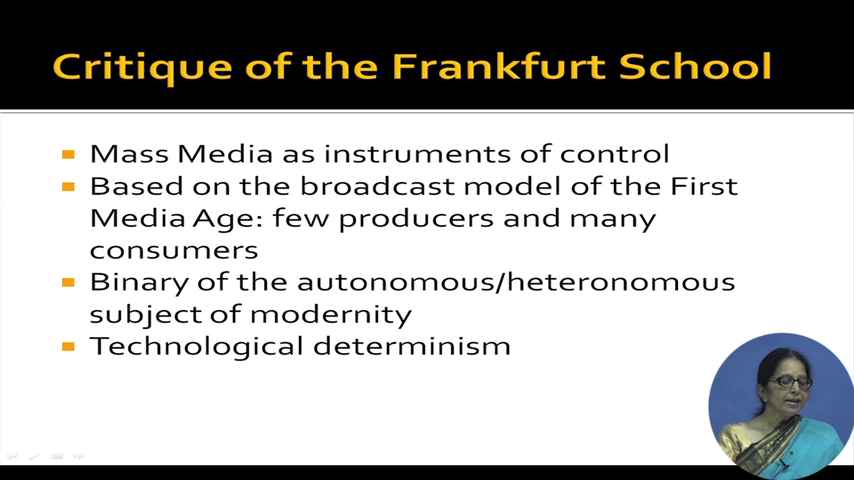 Critique of the Frankfurt School
Mass Media as instruments of control
Based on the broadcast model of the First
Media Age: few producers and many
consumers
Binary of the autonomous/heteronomous
subject of modernity
Technological determinism